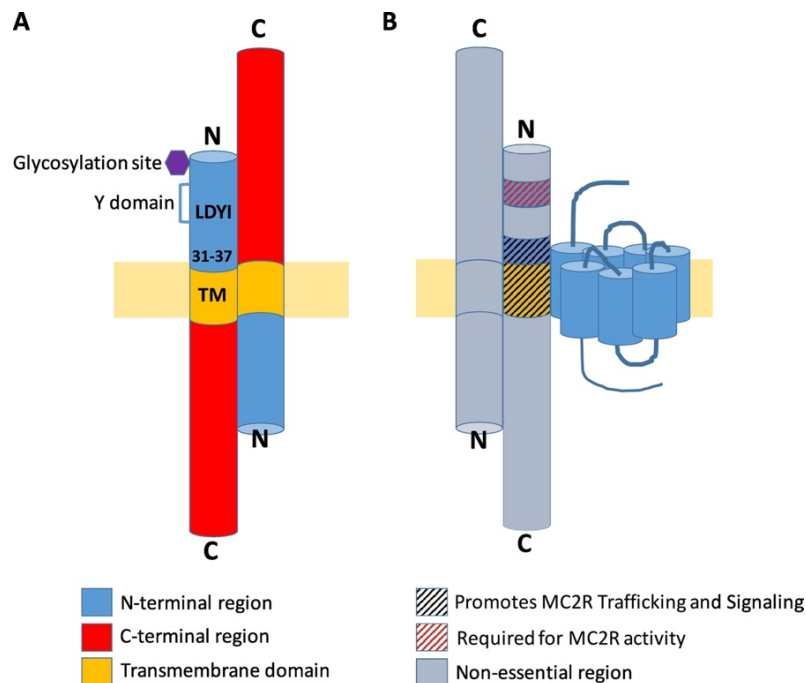 A
C
N
Glycosylation site
Y domain
LDYI
31-37
TM
N
C
N-terminal region
C-terminal region
Transmembrane domain
B
C
N
N
C
Promotes MC2R Trafficking and Signaling
Required for MC2R activity
Non-essential region